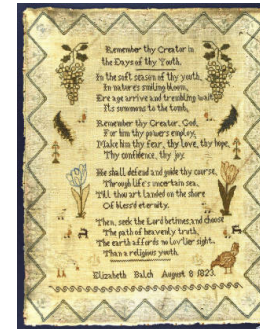 Remember thy Creator in
the Days of thy Youth.
In the soft season of thy youth,
In nature's smiling bloom,
Ere age arrive and trembling wait
Its summons to the tomb,
Remember thy Creator, God,
For him thy powers employ,
Make him thy fear, thy love, thy hope,
Thy confidence, thy joy.
He shall defend and guide thy course,
Through life's uncertain sea,
Till thou art landed on the shore
Of bless'd eternity.
Then, seek the Lord betimes, and choose
The path of heavenly truth,
The earth affords no lovlier sight,
Than a religious youth.
Elizabeth Balch August 8 1823.